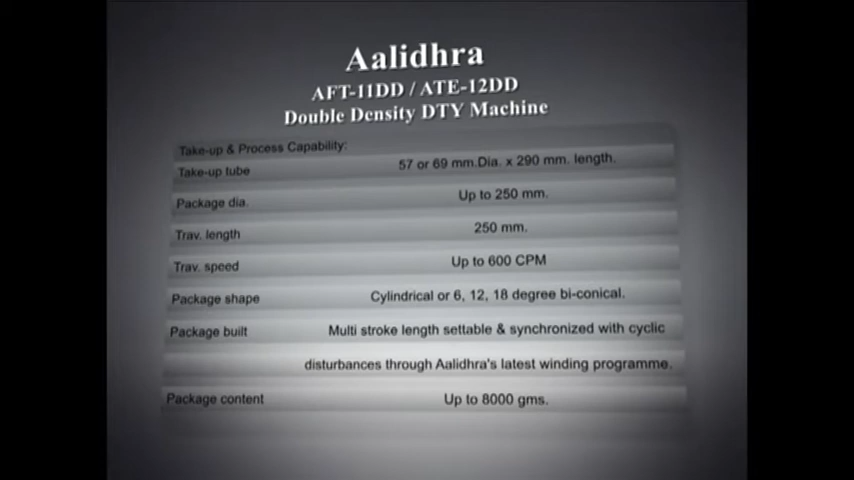 Aalidhra
AFT-11DD / ATE-12DD
Double Density DTY Machine
Take-up & Process Capability:
Take-up tube 57 or 69 mm.Dia. x 290 mm. length.
Package dia. Up to 250 mm.
Trav. length 250 mm.
Trav. speed Up to 600 CPM
Package shape Cylindrical or 6, 12, 18 degree bi-conical.
Package built Multi stroke length settable & synchronized with cyclic
disturbances through Aalidhra's latest winding programme.
Package content Up to 8000 gms.